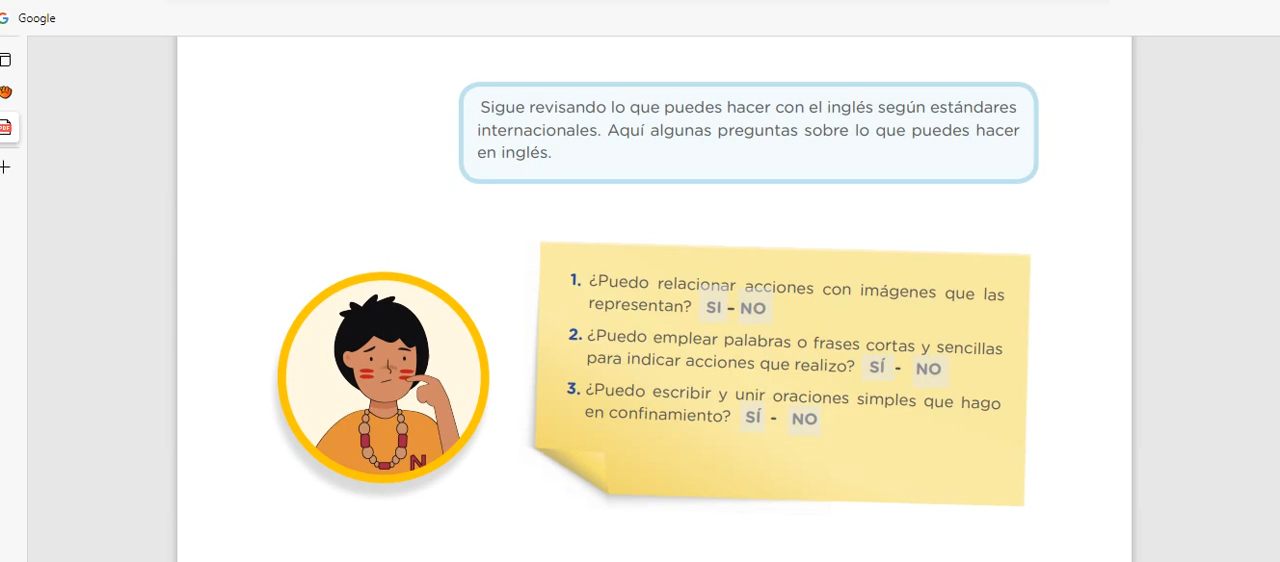 Google
Sigue revisando lo que puedes hacer con el inglés según estándares
internacionales. Aquí algunas preguntas sobre lo que puedes hacer
en inglés.
1. ¿Puedo relacionar acciones con imágenes que las
representan? SI - NO
2. ¿Puedo emplear palabras o frases cortas y sencillas
para indicar acciones que realizo? SÍ - NO
3. ¿Puedo escribir y unir oraciones simples que hago
en confinamiento? SÍ - NO
N
PDF